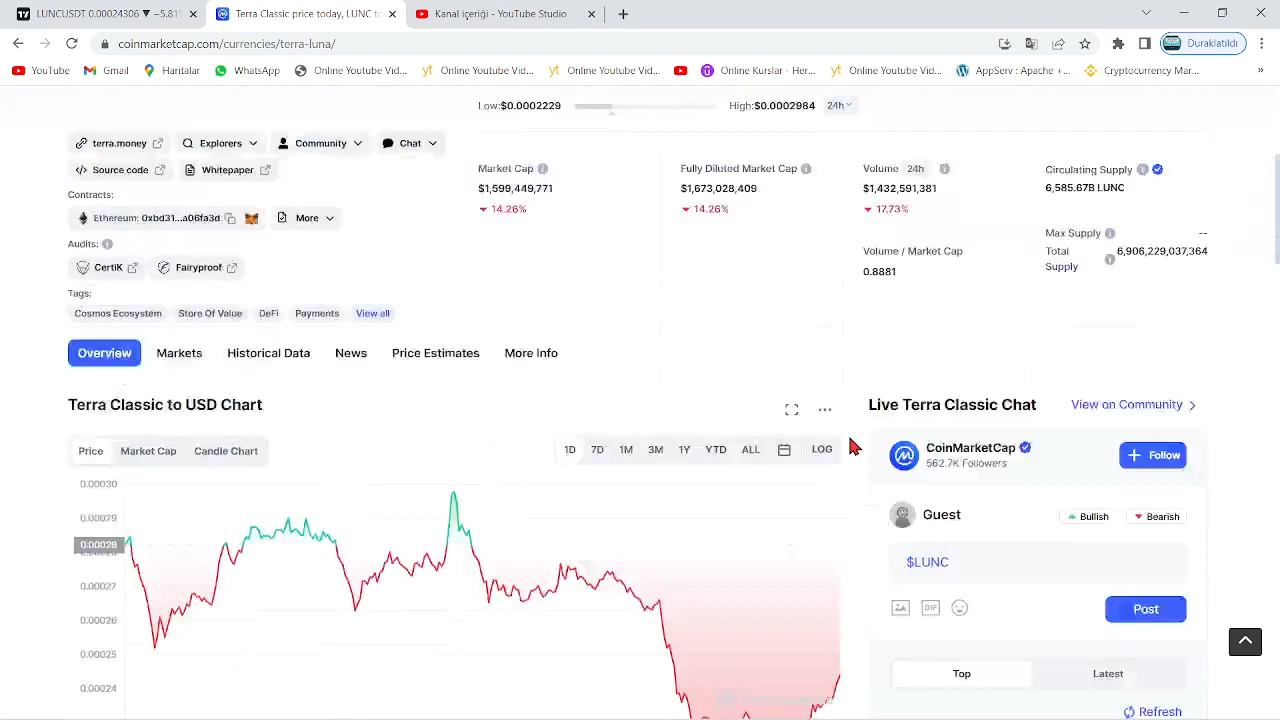 LUNCUSDT 0.00024306 ▼ −5.81
Terra Classic price today, LUNC to
Kanal içeriği - YouTube Studio
coinmarketcap.com/currencies/terra-luna/
Duraklatıldı
YouTube
Gmail
Haritalar
WhatsApp
Online Youtube Vid...
Online Youtube Vid...
Online Youtube Vid...
Online Kurslar - Her...
Online Youtube Vid...
AppServ : Apache +...
Cryptocurrency Mar...
Low:$0.0002229
High:$0.0002984
24h
terra.money
Explorers
Community
Chat
Source code
Whitepaper
Contracts:
Ethereum: 0xbd31...a06fa3d
More
Audits:
CertiK
Fairyproof
Tags:
Cosmos Ecosystem
Store Of Value
DeFi
Payments
View all
Market Cap
$1,599,449,771
14.26%
Fully Diluted Market Cap
$1,673,028,409
14.26%
Volume 24h
$1,432,591,381
17.73%
Volume / Market Cap
0.8881
Circulating Supply
6,585.67B LUNC
Max Supply
--
Total Supply
6,906,229,037,364
Overview
Markets
Historical Data
News
Price Estimates
More Info
Terra Classic to USD Chart
Price
Market Cap
Candle Chart
1D
7D
1M
3M
1Y
YTD
ALL
LOG
0.00030
0.00029
0.00028
0.00027
0.00026
0.00025
0.00024
Live Terra Classic Chat
View on Community
CoinMarketCap
562.7K Followers
Follow
Guest
Bullish
Bearish
$LUNC
GIF
Post
Top
Latest
Refresh